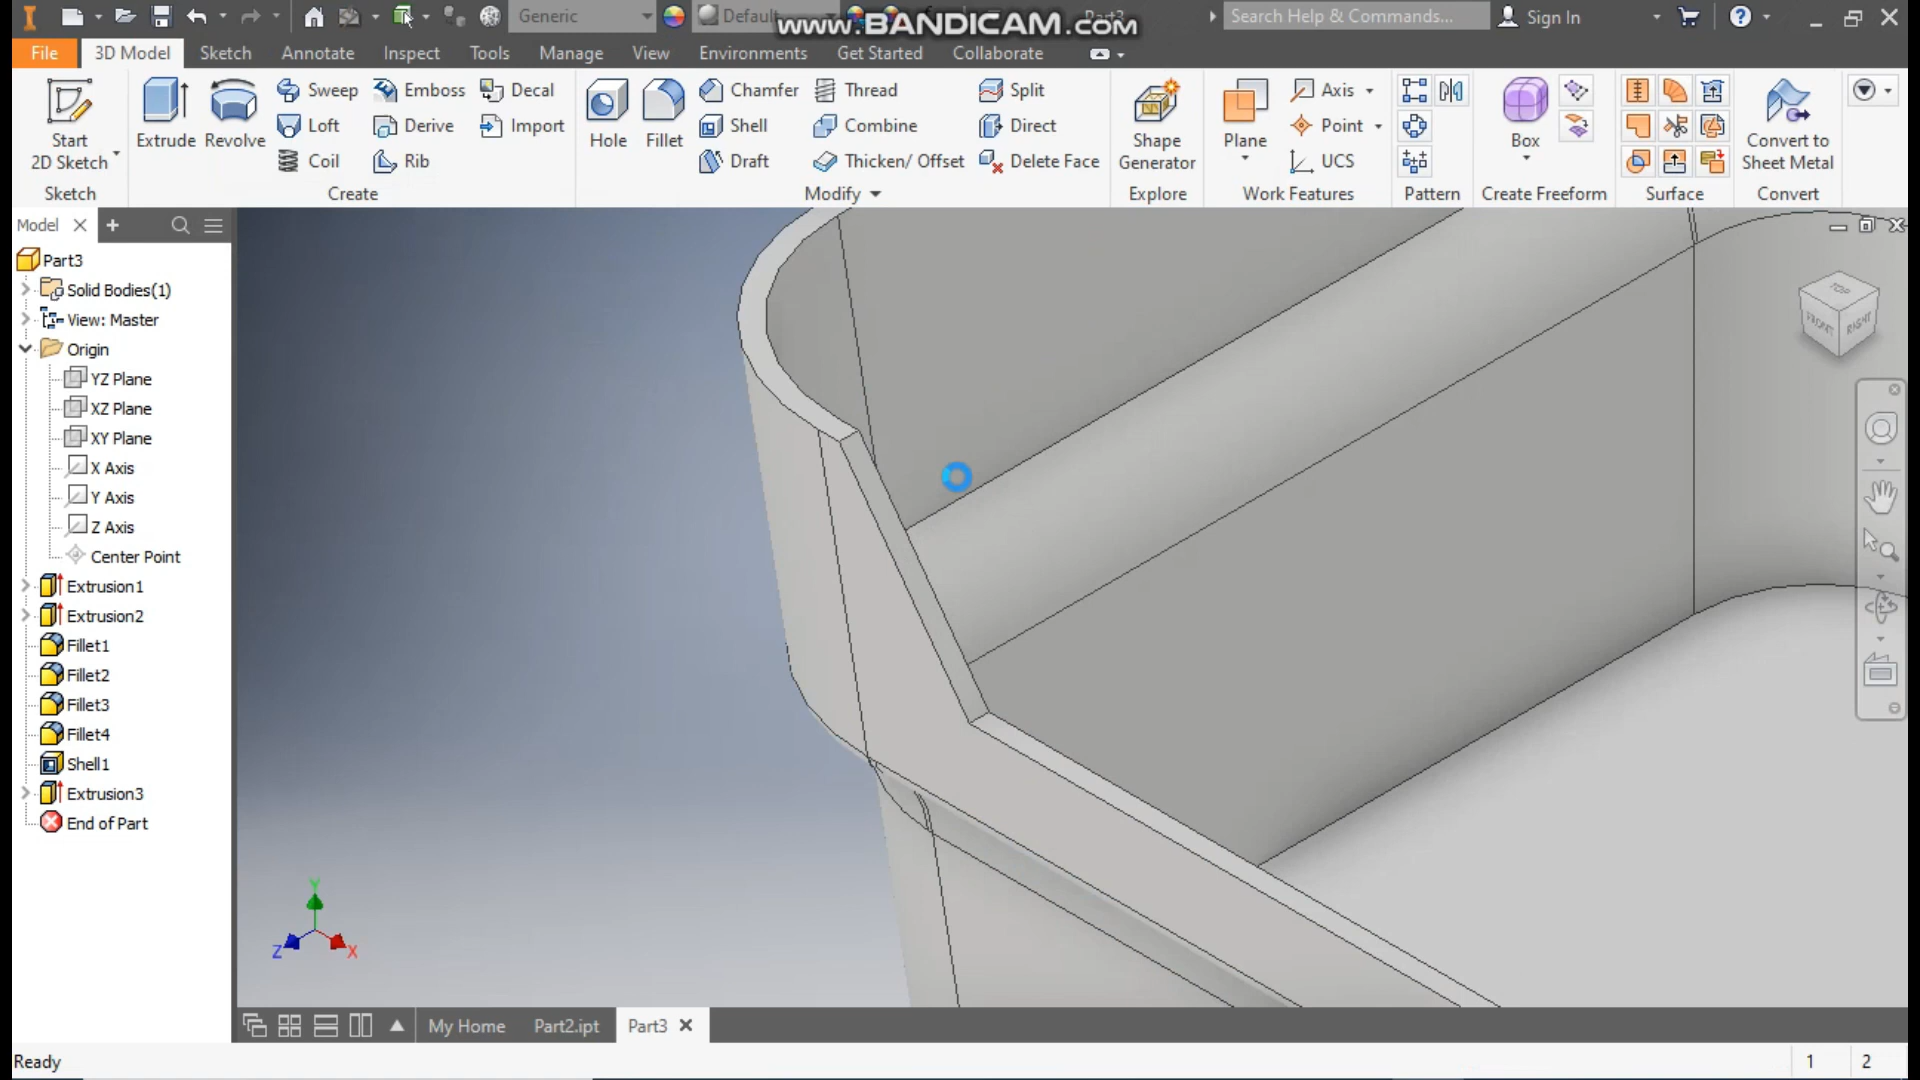 Generic
Default
www.BANDICAM.com
Part3
Search Help & Commands...
Sign In
File
3D Model
Sketch
Annotate
Inspect
Tools
Manage
View
Environments
Get Started
Collaborate
Start
2D Sketch
Extrude
Revolve
Sweep
Loft
Coil
Emboss
Derive
Rib
Decal
Import
Hole
Fillet
Chamfer
Shell
Draft
Thread
Combine
Thicken/ Offset
Split
Direct
Delete Face
Shape
Generator
Plane
Axis
Point
UCS
Box
Convert to
Sheet Metal
Sketch
Create
Modify
Explore
Work Features
Pattern
Create Freeform
Surface
Convert
Model
Part3
Solid Bodies(1)
View: Master
Origin
YZ Plane
XZ Plane
XY Plane
X Axis
Y Axis
Z Axis
Center Point
Extrusion1
Extrusion2
Fillet1
Fillet2
Fillet3
Fillet4
Shell1
Extrusion3
End of Part
TOP
FRONT
RIGHT
Y
Z
X
My Home
Part2.ipt
Part3
Ready
1
2